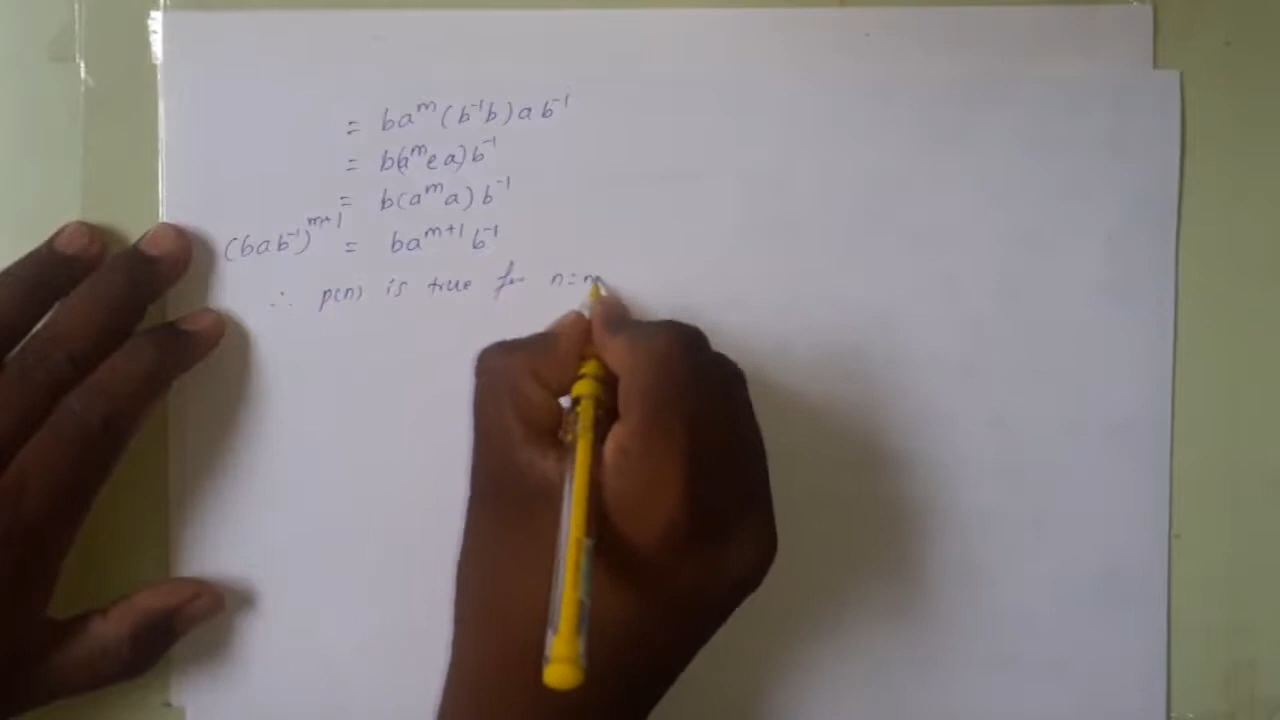 = ba^m (b^-1 b) a b^-1
= b(a^m e a) b^-1
= b(a^m a) b^-1
(bab^-1)^m+1 = ba^m+1 b^-1
∴ p(n) is true for n=m